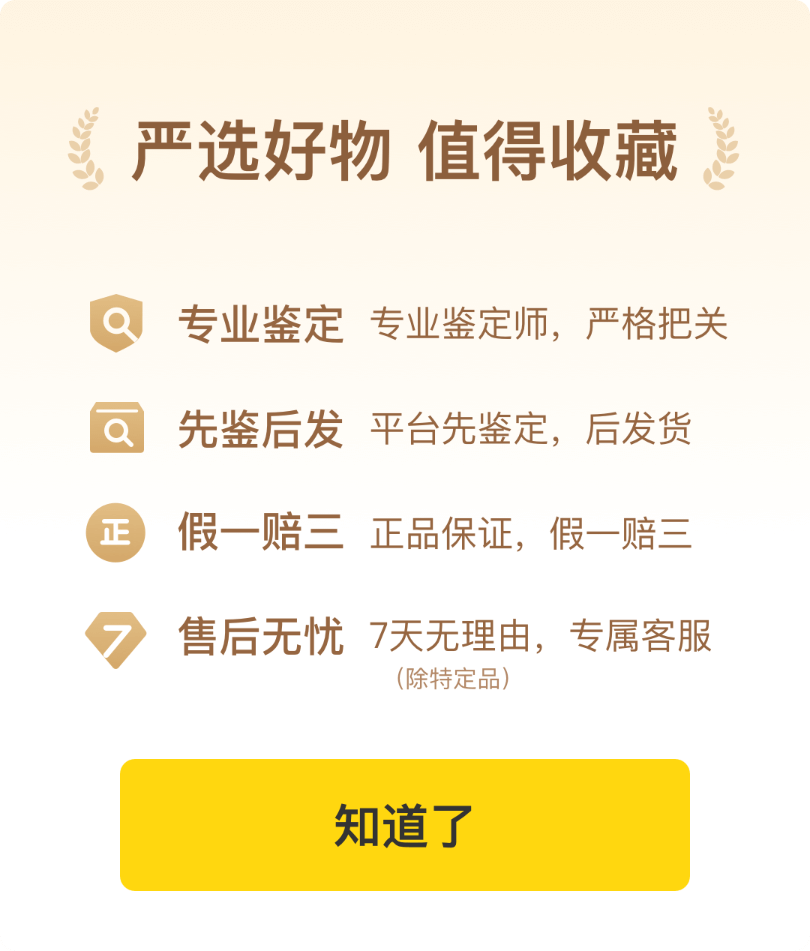 严选好物 值得收藏
专业鉴定 专业鉴定师，严格把关
先鉴后发 平台先鉴定，后发货
正 假一赔三 正品保证，假一赔三
7 售后无忧 7天无理由，专属客服
（除特定品）
知道了